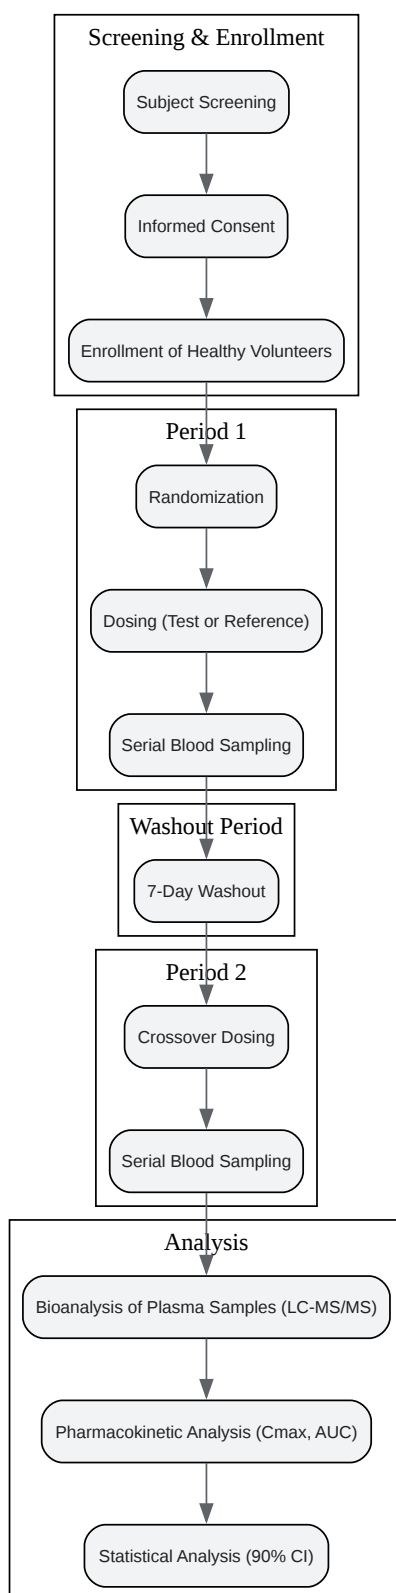 Screening & Enrollment
Subject Screening
Informed Consent
Enrollment of Healthy Volunteers
Period 1
Randomization
Dosing (Test or Reference)
Serial Blood Sampling
Washout Period
7-Day Washout
Period 2
Crossover Dosing
Serial Blood Sampling
Analysis
Bioanalysis of Plasma Samples (LC-MS/MS)
Pharmacokinetic Analysis (Cmax, AUC)
Statistical Analysis (90% CI)